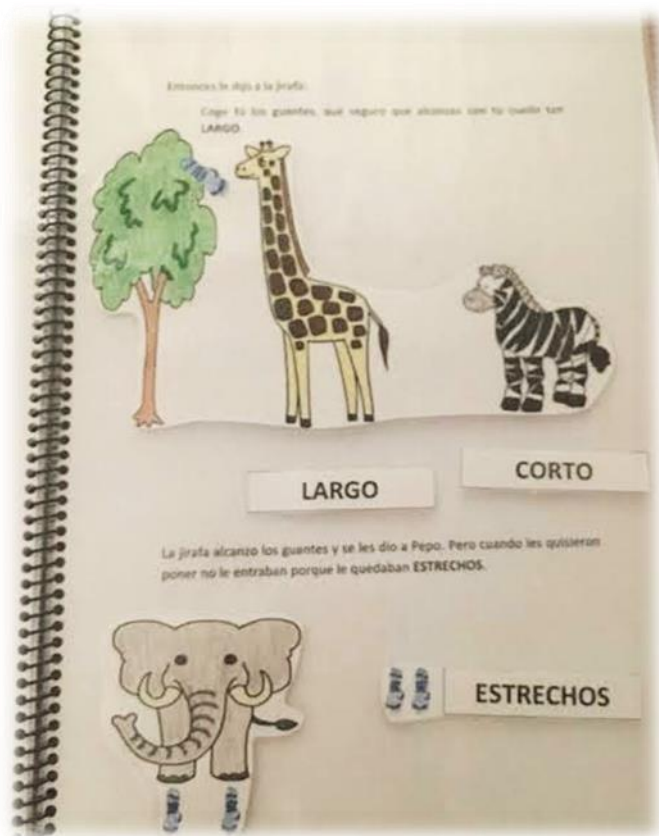 Entonces le dijo a la jirafa:
Coge tú los guantes, que seguro que alcanzas con tu cuello tan
LARGO.
LARGO
CORTO
La jirafa alcanzo los guantes y se les dio a Pepo. Pero cuando les quisieron
poner no le entraban porque le quedaban ESTRECHOS.
ESTRECHOS